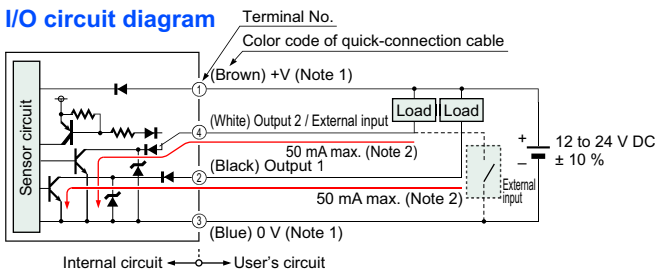 I/O circuit diagram
Terminal No.
Color code of quick-connection cable
(Brown) +V (Note 1)
1
Load
Load
(White) Output 2 / External input
4
Sensor circuit
50 mA max. (Note 2)
+
−
12 to 24 V DC
± 10 %
(Black) Output 1
2
External
input
50 mA max. (Note 2)
3
(Blue) 0 V (Note 1)
Internal circuit
User's circuit